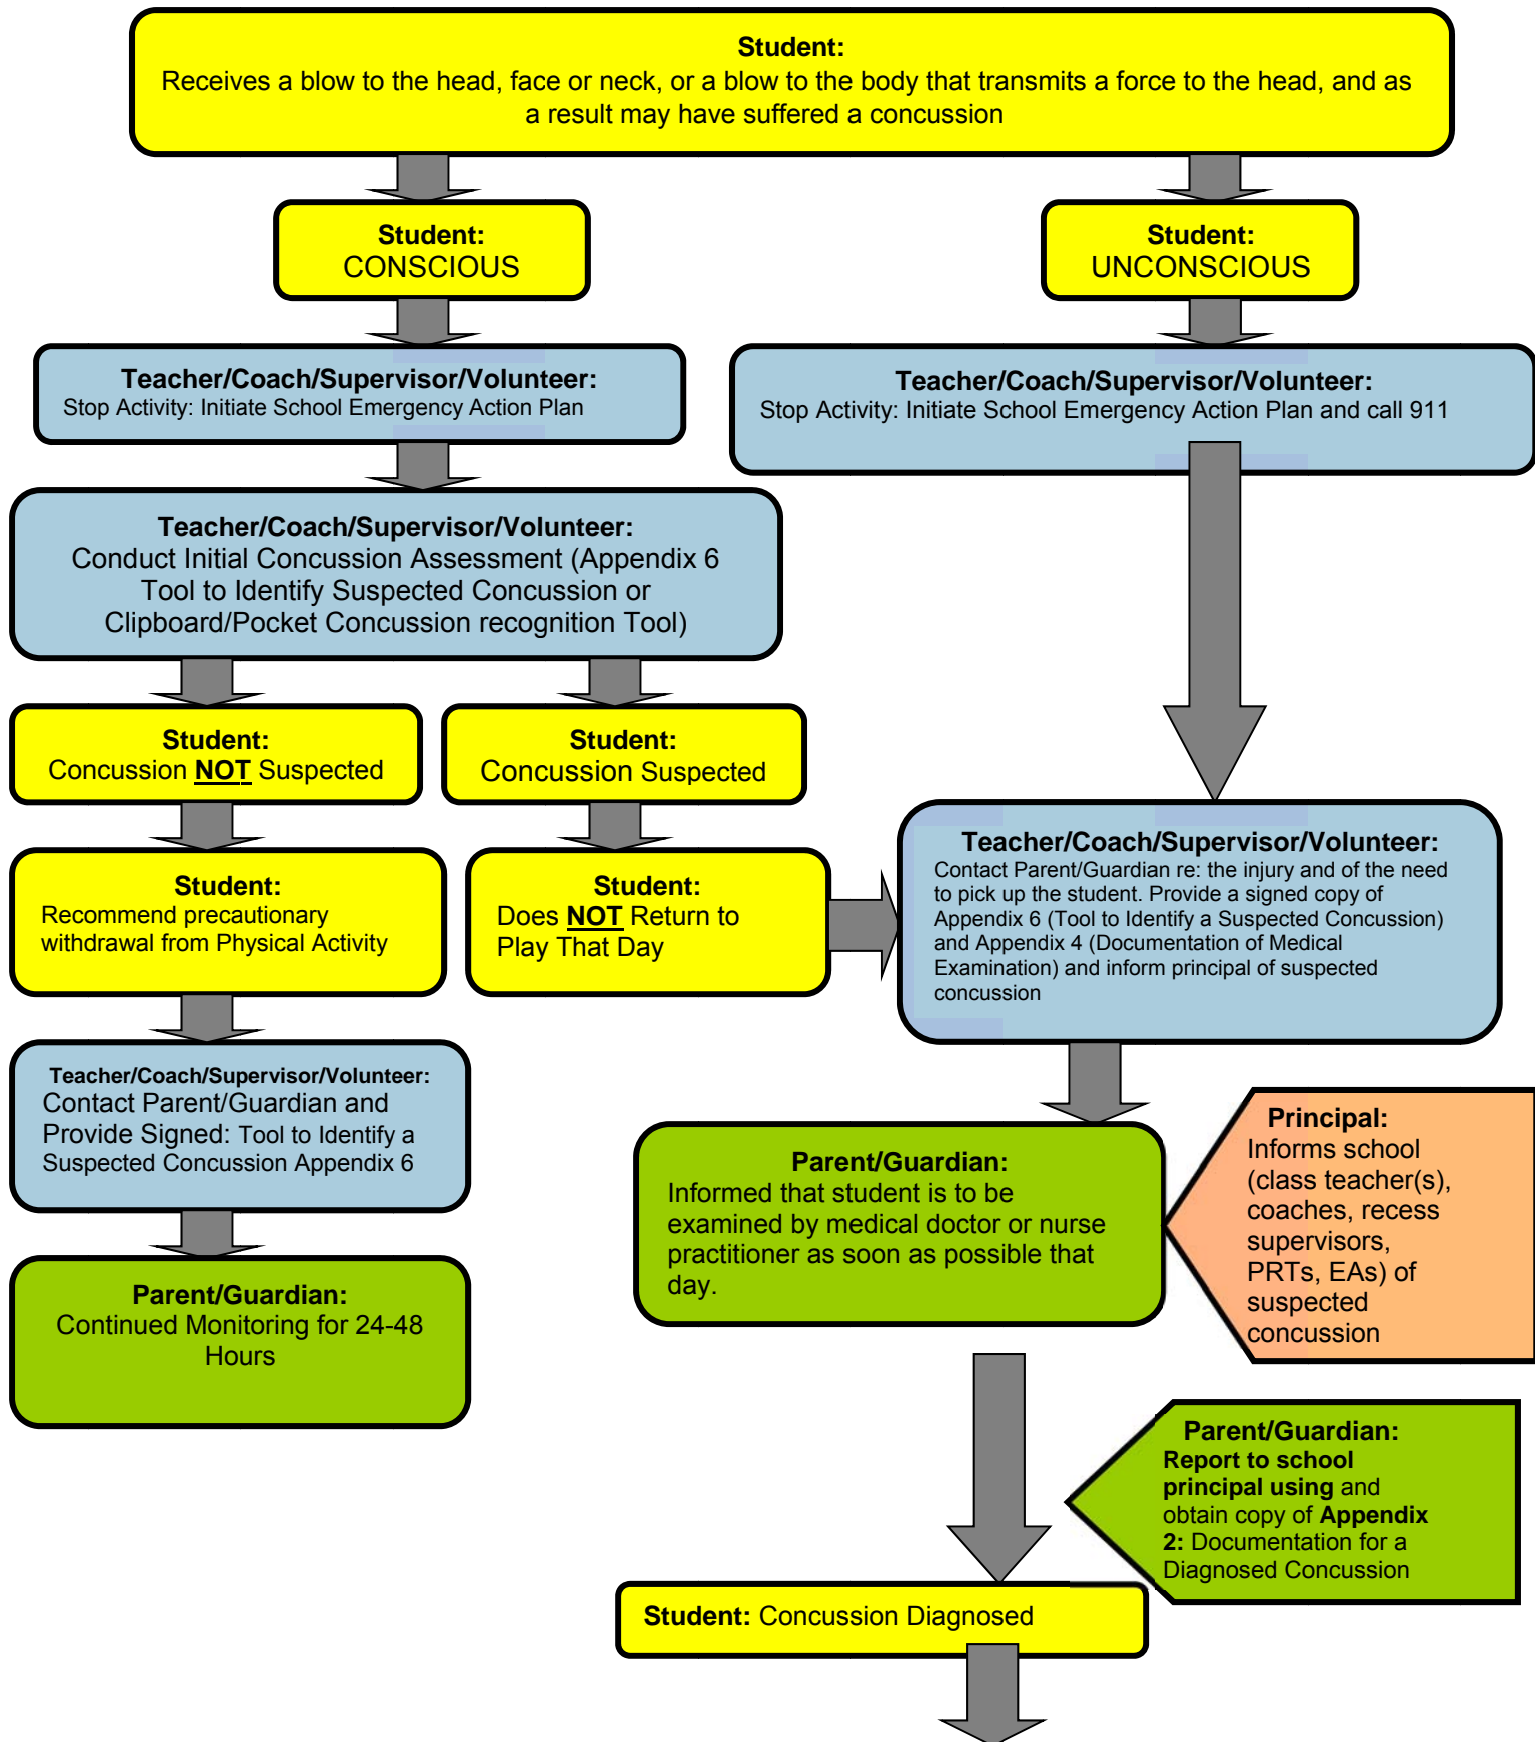 Student:
Receives a blow to the head, face or neck, or a blow to the body that transmits a force to the head, and as
a result may have suffered a concussion
Student:
CONSCIOUS
Student:
UNCONSCIOUS
Teacher/Coach/Supervisor/Volunteer:
Stop Activity: Initiate School Emergency Action Plan
Teacher/Coach/Supervisor/Volunteer:
Stop Activity: Initiate School Emergency Action Plan and call 911
Teacher/Coach/Supervisor/Volunteer:
Conduct Initial Concussion Assessment (Appendix 6
Tool to Identify Suspected Concussion or
Clipboard/Pocket Concussion recognition Tool)
Student:
Concussion NOT Suspected
Student:
Concussion Suspected
Student:
Recommend precautionary
withdrawal from Physical Activity
Student:
Does NOT Return to
Play That Day
Teacher/Coach/Supervisor/Volunteer:
Contact Parent/Guardian re: the injury and of the need
to pick up the student. Provide a signed copy of
Appendix 6 (Tool to Identify a Suspected Concussion)
and Appendix 4 (Documentation of Medical
Examination) and inform principal of suspected
concussion
Teacher/Coach/Supervisor/Volunteer:
Contact Parent/Guardian and
Provide Signed: Tool to Identify a
Suspected Concussion Appendix 6
Parent/Guardian:
Continued Monitoring for 24-48
Hours
Parent/Guardian:
Informed that student is to be
examined by medical doctor or nurse
practitioner as soon as possible that
day.
Principal:
Informs school
(class teacher(s),
coaches, recess
supervisors,
PRTs, EAs) of
suspected
concussion
Parent/Guardian:
Report to school
principal using and
obtain copy of Appendix
2: Documentation for a
Diagnosed Concussion
Student: Concussion Diagnosed